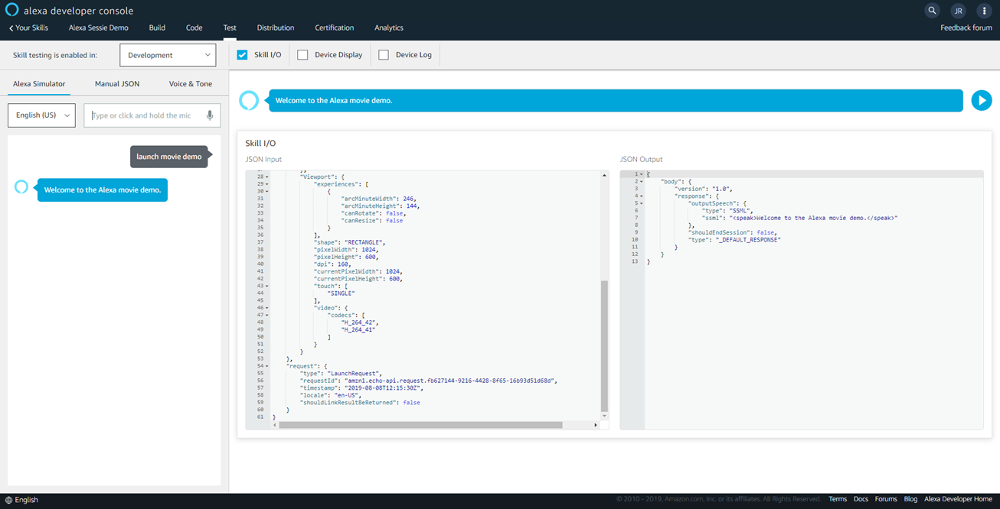 alexa developer console
JR
Your Skills
Alexa Sessie Demo
Build
Code
Test
Distribution
Certification
Analytics
Feedback forum
Skill testing is enabled in:
Development
Skill I/O
Device Display
Device Log
Alexa Simulator
Manual JSON
Voice & Tone
English (US)
Type or click and hold the mic
launch movie demo
Welcome to the Alexa movie demo.
Welcome to the Alexa movie demo.
Skill I/O
JSON Input
28 "Viewport": {
29 "experiences": [
30 {
31 "arcMinuteWidth": 246,
32 "arcMinuteHeight": 144,
33 "canRotate": false,
34 "canResize": false
35 }
36 ],
37 "shape": "RECTANGLE",
38 "pixelWidth": 1024,
39 "pixelHeight": 600,
40 "dpi": 160,
41 "currentPixelWidth": 1024,
42 "currentPixelHeight": 600,
43 "touch": [
44 "SINGLE"
45 ],
46 "video": {
47 "codecs": [
48 "H_264_42",
49 "H_264_41"
50 ]
51 }
52 }
53 },
54 "request": {
55 "type": "LaunchRequest",
56 "requestId": "amzn1.echo-api.request.fb627144-9216-4428-8f65-16b93d51d68d",
57 "timestamp": "2019-08-08T12:15:30Z",
58 "locale": "en-US",
59 "shouldLinkResultBeReturned": false
60 }
61 }
JSON Output
1 {
2 "body": {
3 "version": "1.0",
4 "response": {
5 "outputSpeech": {
6 "type": "SSML",
7 "ssml": "<speak>Welcome to the Alexa movie demo.</speak>"
8 },
9 "shouldEndSession": false,
10 "type": "_DEFAULT_RESPONSE"
11 }
12 }
13 }
English
© 2010 - 2019, Amazon.com, Inc. or its affiliates. All Rights Reserved.
Terms
Docs
Forums
Blog
Alexa Developer Home